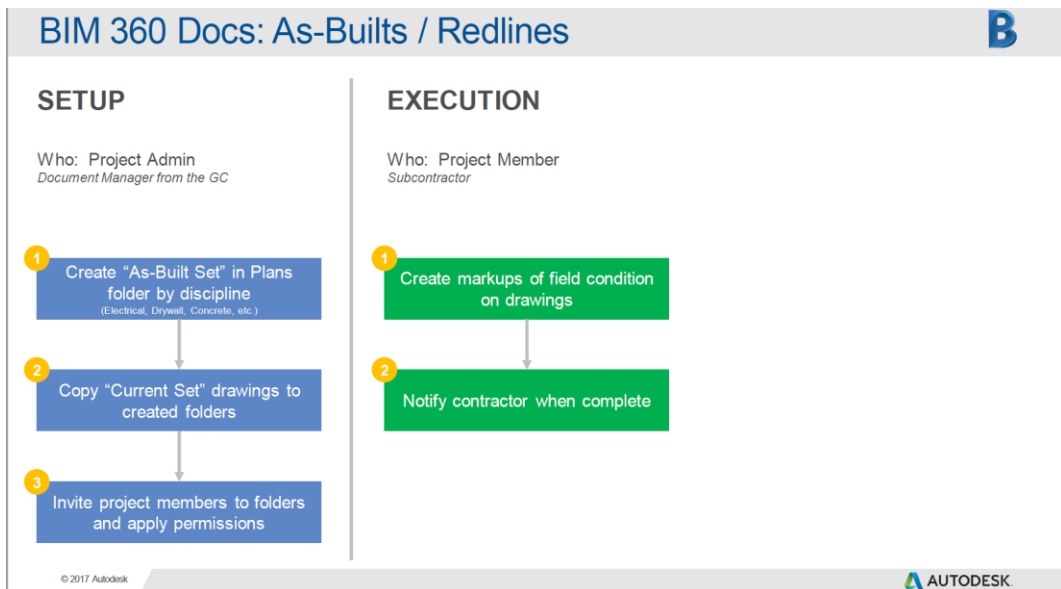 BIM 360 Docs: As-Builts / Redlines
B
SETUP
Who: Project Admin
Document Manager from the GC
1
Create “As-Built Set” in Plans
folder by discipline
(Electrical, Drywall, Concrete, etc.)
2
Copy “Current Set” drawings to
created folders
3
Invite project members to folders
and apply permissions
EXECUTION
Who: Project Member
Subcontractor
1
Create markups of field condition
on drawings
2
Notify contractor when complete
© 2017 Autodesk
AUTODESK.